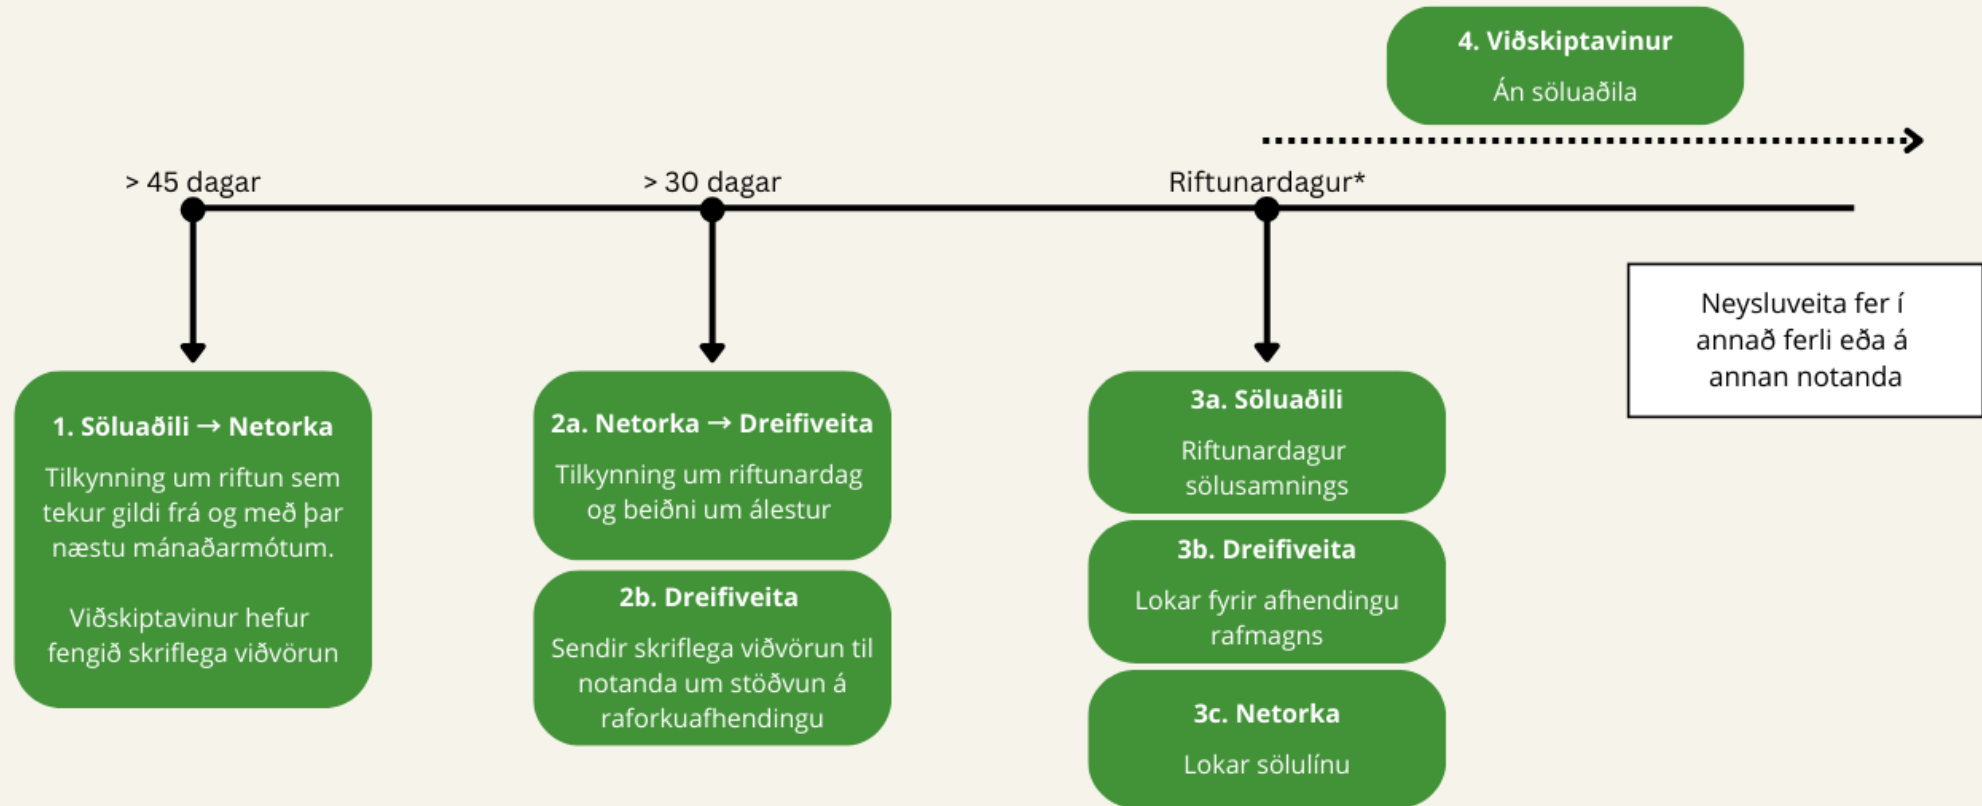 4. Viðskiptavinur
Án söluaðila
> 45 dagar
> 30 dagar
Riftunardagur*
Neysluveita fer í
annað ferli eða á
annan notanda
1. Söluaðili → Netorka
Tilkynning um riftun sem
tekur gildi frá og með þar
næstu mánaðarmótum.
Viðskiptavinur hefur
fengið skriflega viðvörun
2a. Netorka → Dreifiveita
Tilkynning um riftunardag
og beiðni um álestur
2b. Dreifiveita
Sendir skriflega viðvörun til
notanda um stöðvun á
raforkuafhendingu
3a. Söluaðili
Riftunardagur
sölusamnings
3b. Dreifiveita
Lokar fyrir afhendingu
rafmagns
3c. Netorka
Lokar sölulínu